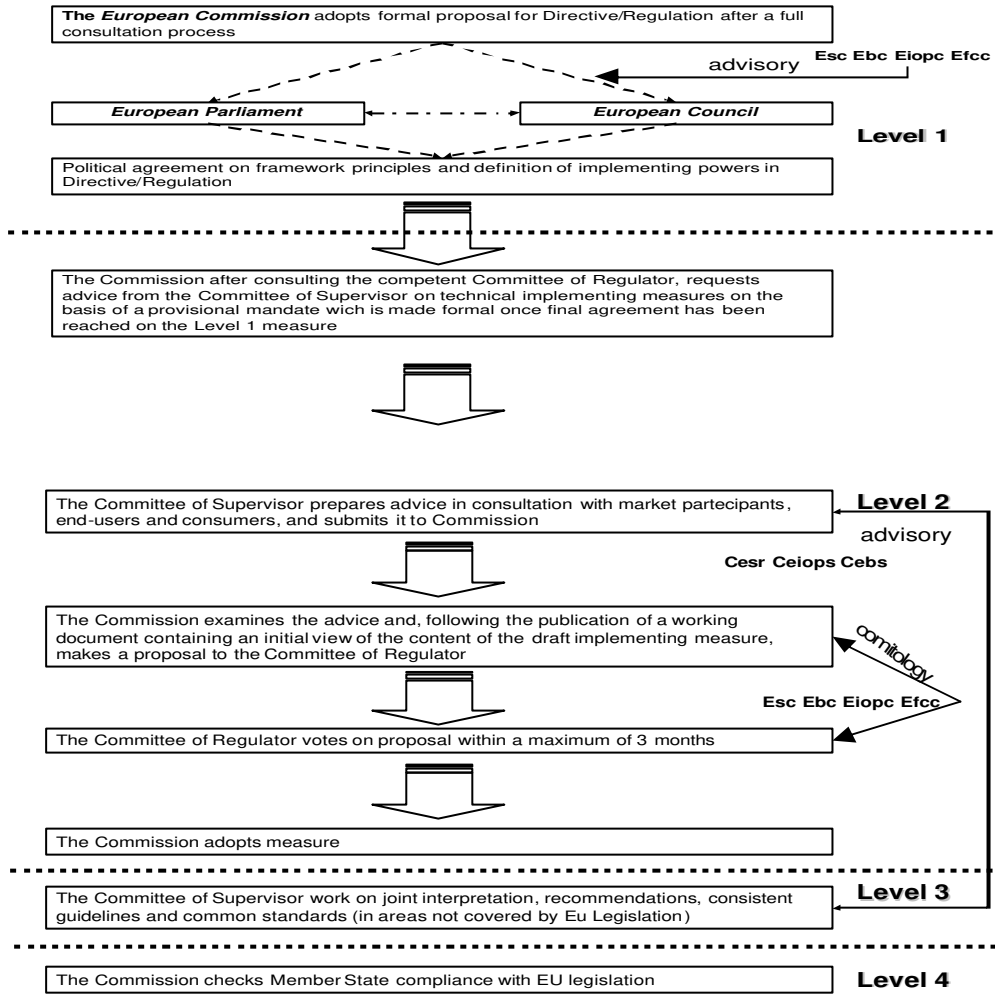 The European Commission adopts formal proposal for Directive/Regulation after a full
consultation process
Esc Ebc Eiopc Efcc
advisory
European Parliament
European Council
Level 1
Political agreement on framework principles and definition of implementing powers in
Directive/Regulation
The Commission after consulting the competent Committee of Regulator, requests
advice from the Committee of Supervisor on technical implementing measures on the
basis of a provisional mandate wich is made formal once final agreement has been
reached on the Level 1 measure
The Committee of Supervisor prepares advice in consultation with market partecipants,
end-users and consumers, and submits it to Commission
Level 2
advisory
Cesr Ceiops Cebs
The Commission examines the advice and, following the publication of a working
document containing an initial view of the content of the draft implementing measure,
makes a proposal to the Committee of Regulator
comitology
Esc Ebc Eiopc Efcc
The Committee of Regulator votes on proposal within a maximum of 3 months
The Commission adopts measure
The Committee of Supervisor work on joint interpretation, recommendations, consistent
guidelines and common standards (in areas not covered by Eu Legislation)
Level 3
The Commission checks Member State compliance with EU legislation
Level 4